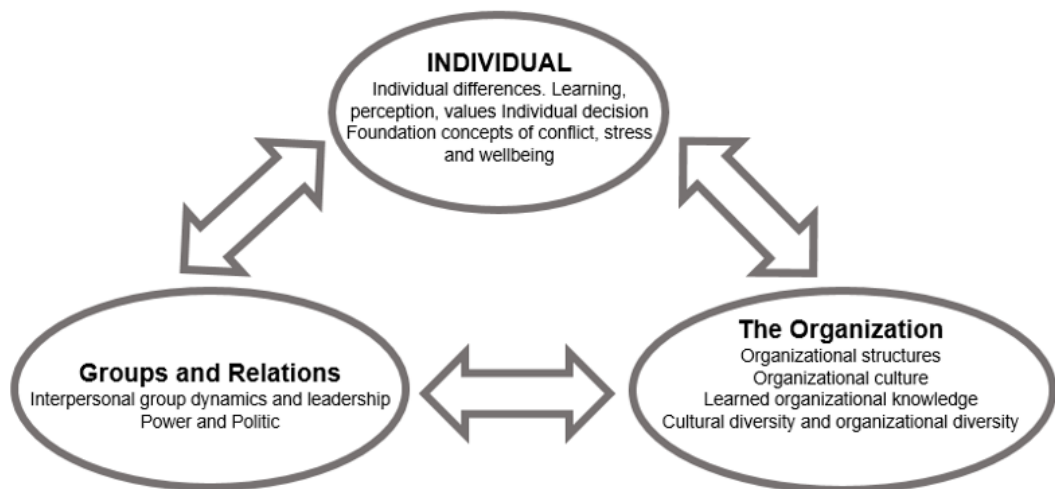 INDIVIDUAL
Individual differences. Learning,
perception, values Individual decision
Foundation concepts of conflict, stress
and wellbeing
Groups and Relations
Interpersonal group dynamics and leadership
Power and Politic
The Organization
Organizational structures
Organizational culture
Learned organizational knowledge
Cultural diversity and organizational diversity